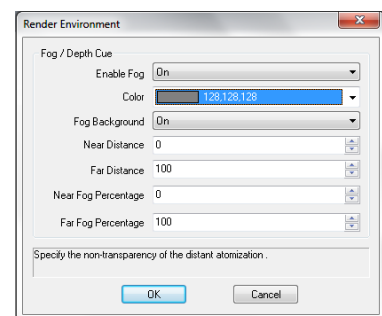 Render Environment
Fog / Depth Cue
Enable Fog On
Color 128,128,128
Fog Background On
Near Distance 0
Far Distance 100
Near Fog Percentage 0
Far Fog Percentage 100
Specify the non-transparency of the distant atomization .
OK Cancel